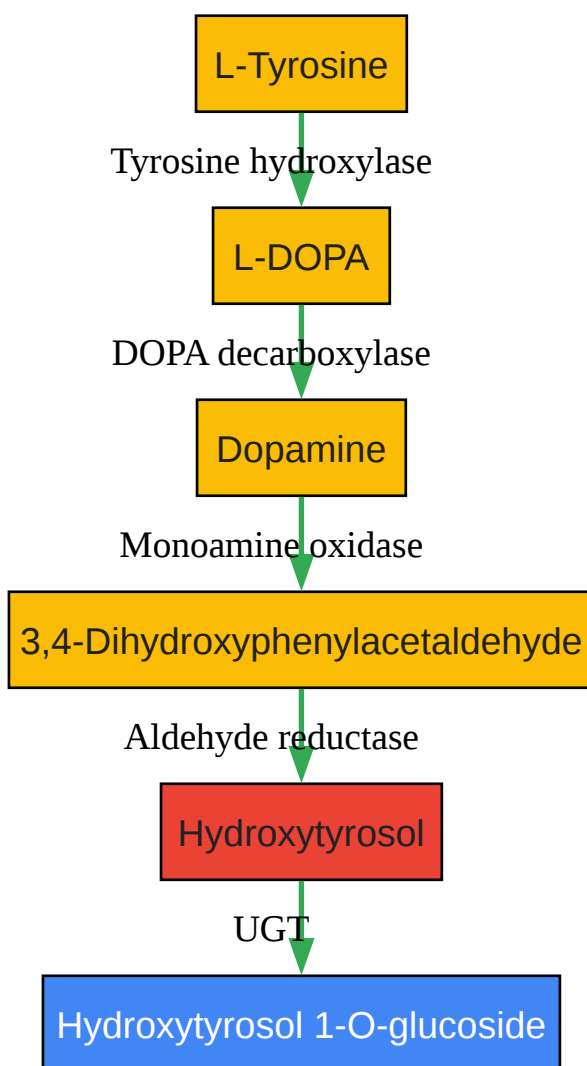 L-Tyrosine
Tyrosine hydroxylase
L-DOPA
DOPA decarboxylase
Dopamine
Monoamine oxidase
3,4-Dihydroxyphenylacetaldehyde
Aldehyde reductase
Hydroxytyrosol
UGT
Hydroxytyrosol 1-O-glucoside